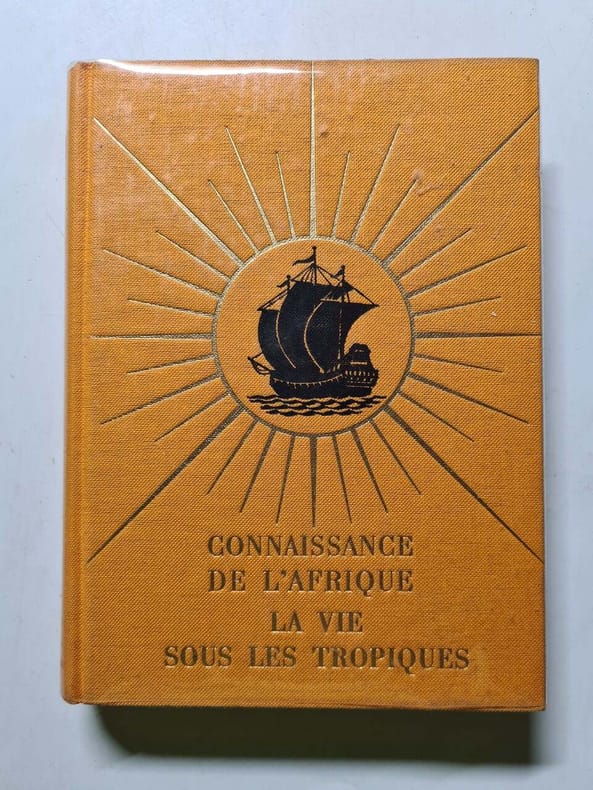 CONNAISSANCE
DE L'AFRIQUE
LA VIE
SOUS LES TROPIQUES